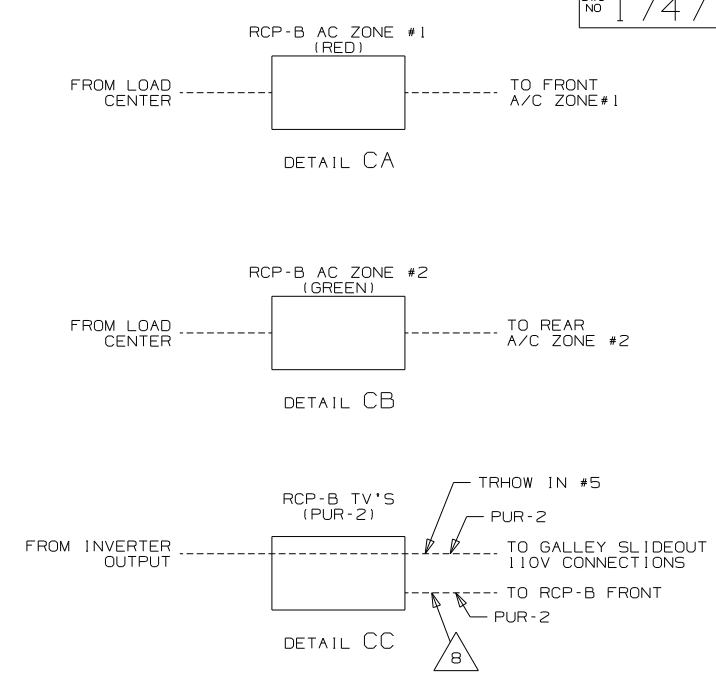 NO 1747
RCP-B AC ZONE #1
(RED)
FROM LOAD
CENTER
TO FRONT
A/C ZONE#1
DETAIL CA
RCP-B AC ZONE #2
(GREEN)
FROM LOAD
CENTER
TO REAR
A/C ZONE #2
DETAIL CB
TRHOW IN #5
RCP-B TV'S
(PUR-2)
PUR-2
FROM INVERTER
OUTPUT
TO GALLEY SLIDEOUT
110V CONNECTIONS
TO RCP-B FRONT
PUR-2
DETAIL CC
8